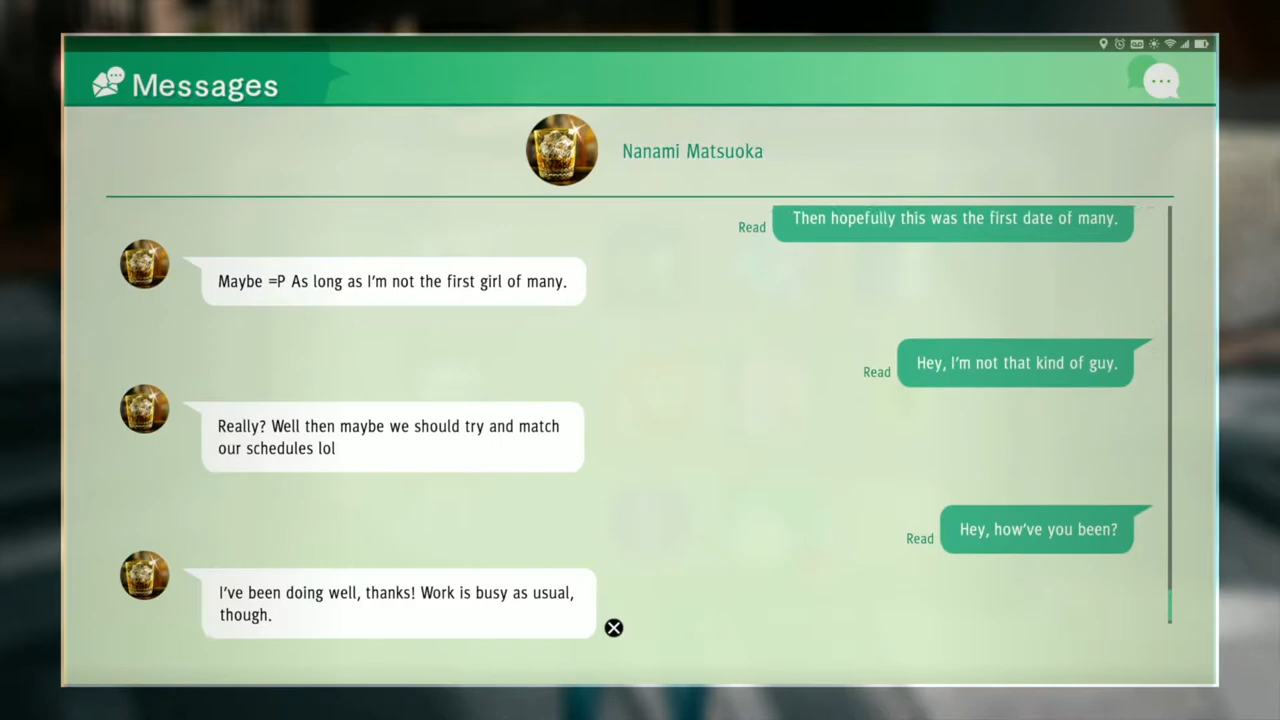 Messages
Nanami Matsuoka
Then hopefully this was the first date of many.
Read
Maybe =P As long as I'm not the first girl of many.
Hey, I'm not that kind of guy.
Read
Really? Well then maybe we should try and match
our schedules lol
Hey, how've you been?
Read
I've been doing well, thanks! Work is busy as usual,
though.